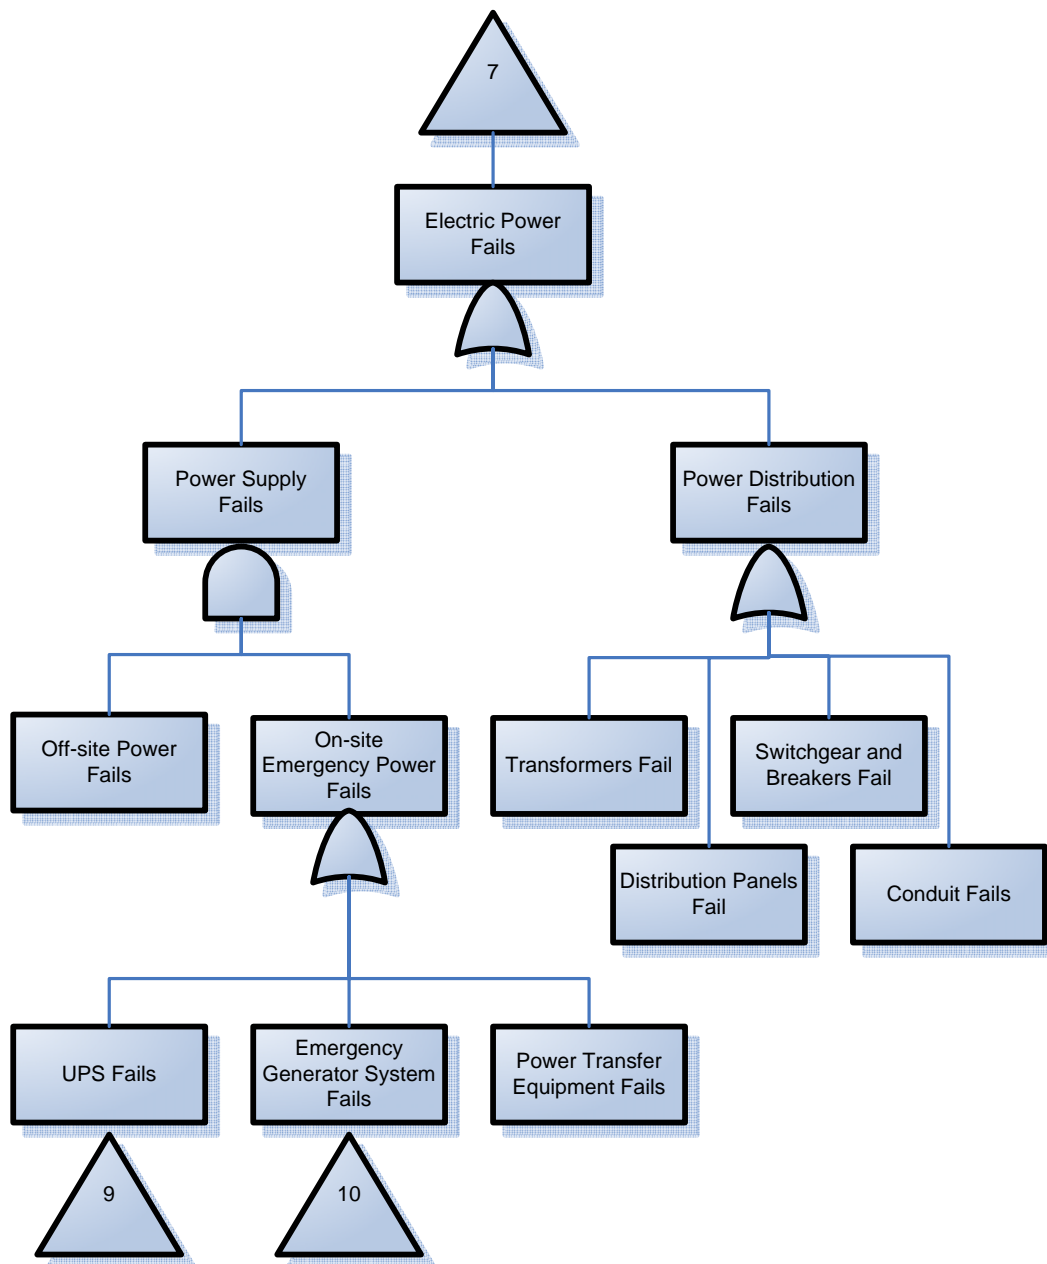 7
Electric Power
Fails
Power Supply
Fails
Power Distribution
Fails
Off-site Power
Fails
On-site
Emergency Power
Fails
Transformers Fail
Switchgear and
Breakers Fail
Distribution Panels
Fail
Conduit Fails
UPS Fails
Emergency
Generator System
Fails
Power Transfer
Equipment Fails
9
10